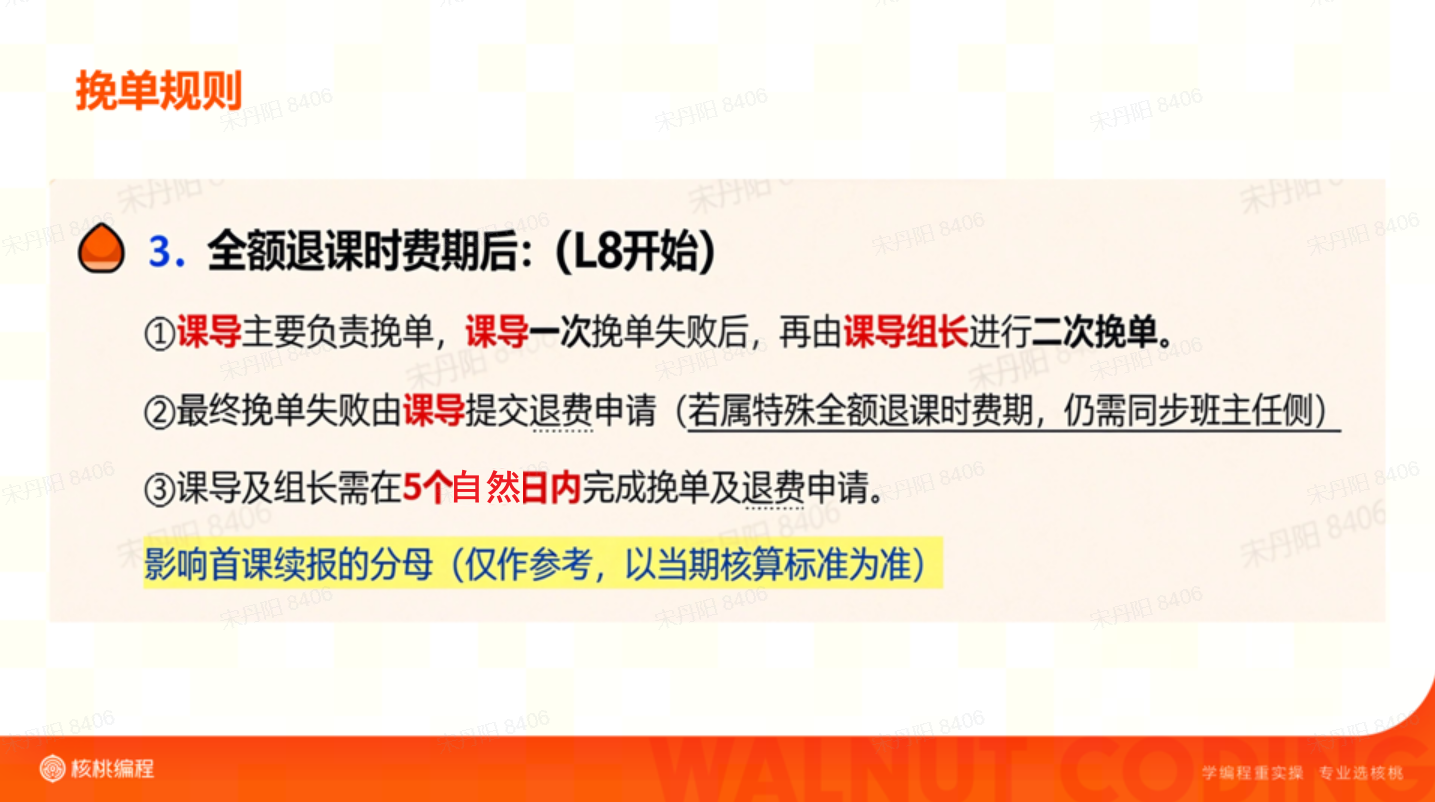 挽单规则
3. 全额退课时费期后：(L8开始)
①课导主要负责挽单，课导一次挽单失败后，再由课导组长进行二次挽单。
②最终挽单失败由课导提交退费申请（若属特殊全额退课时费期，仍需同步班主任侧）
③课导及组长需在5个自然日内完成挽单及退费申请。
影响首课续报的分母（仅作参考，以当期核算标准为准）
核桃编程
WALNUT CODING
学编程重实操 专业选核桃
宋丹阳 8406